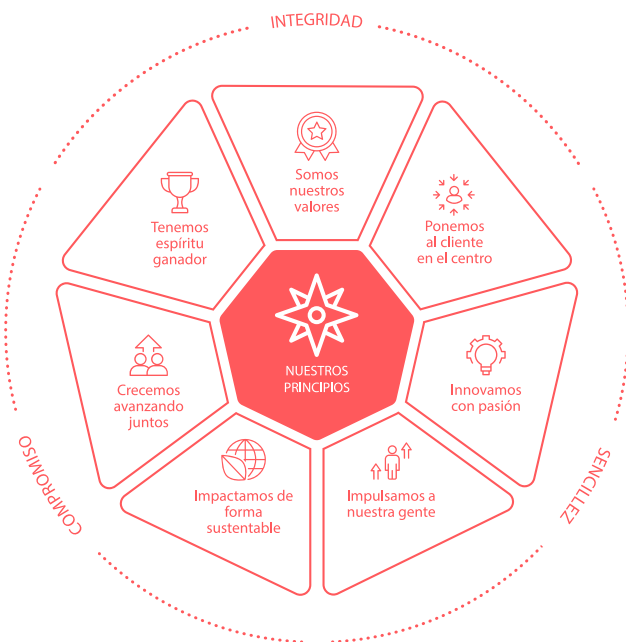 INTEGRIDAD
Somos
nuestros
valores
Ponemos
al cliente
en el centro
Innovamos
con pasión
Impulsamos a
nuestra gente
Impactamos de
forma
sustentable
Crecemos
avanzando
juntos
Tenemos
espíritu
ganador
NUESTROS
PRINCIPIOS
SENCILLEZ
COMPROMISO